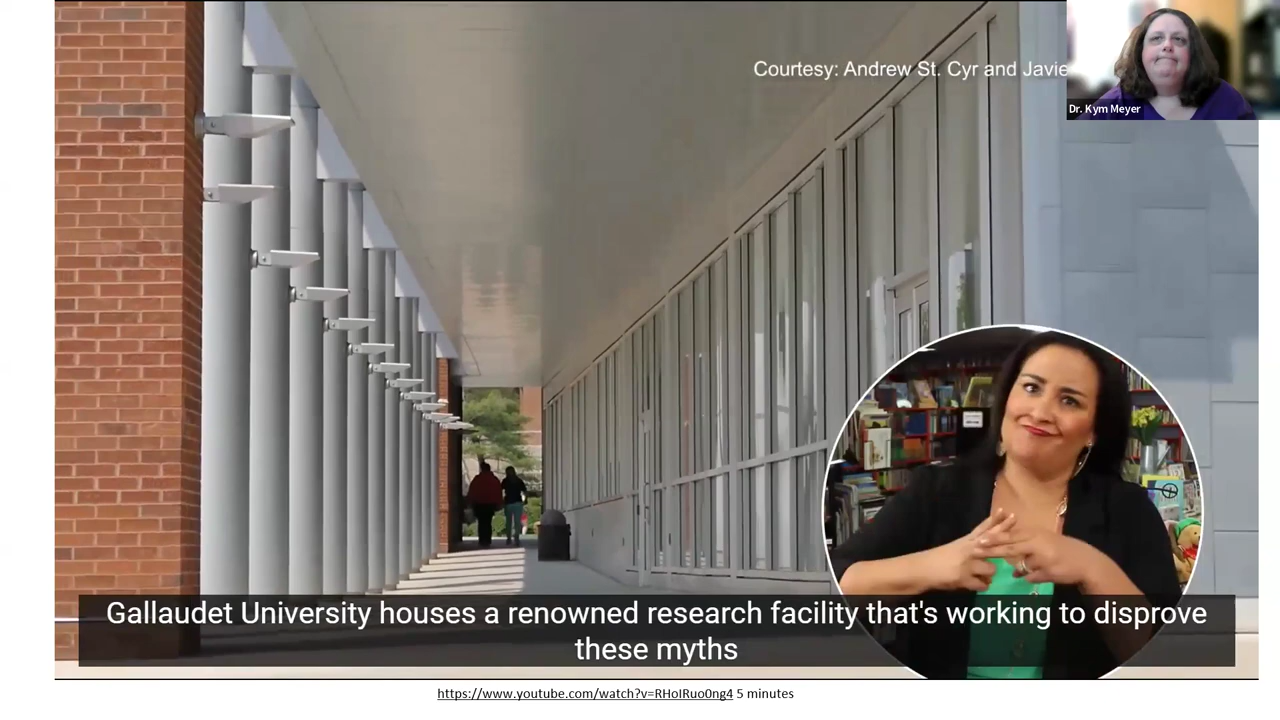 Courtesy: Andrew St. Cyr and Javie
Dr. Kym Meyer
Gallaudet University houses a renowned research facility that's working to disprove
these myths
https://www.youtube.com/watch?v=RHoIRuo0ng4 5 minutes